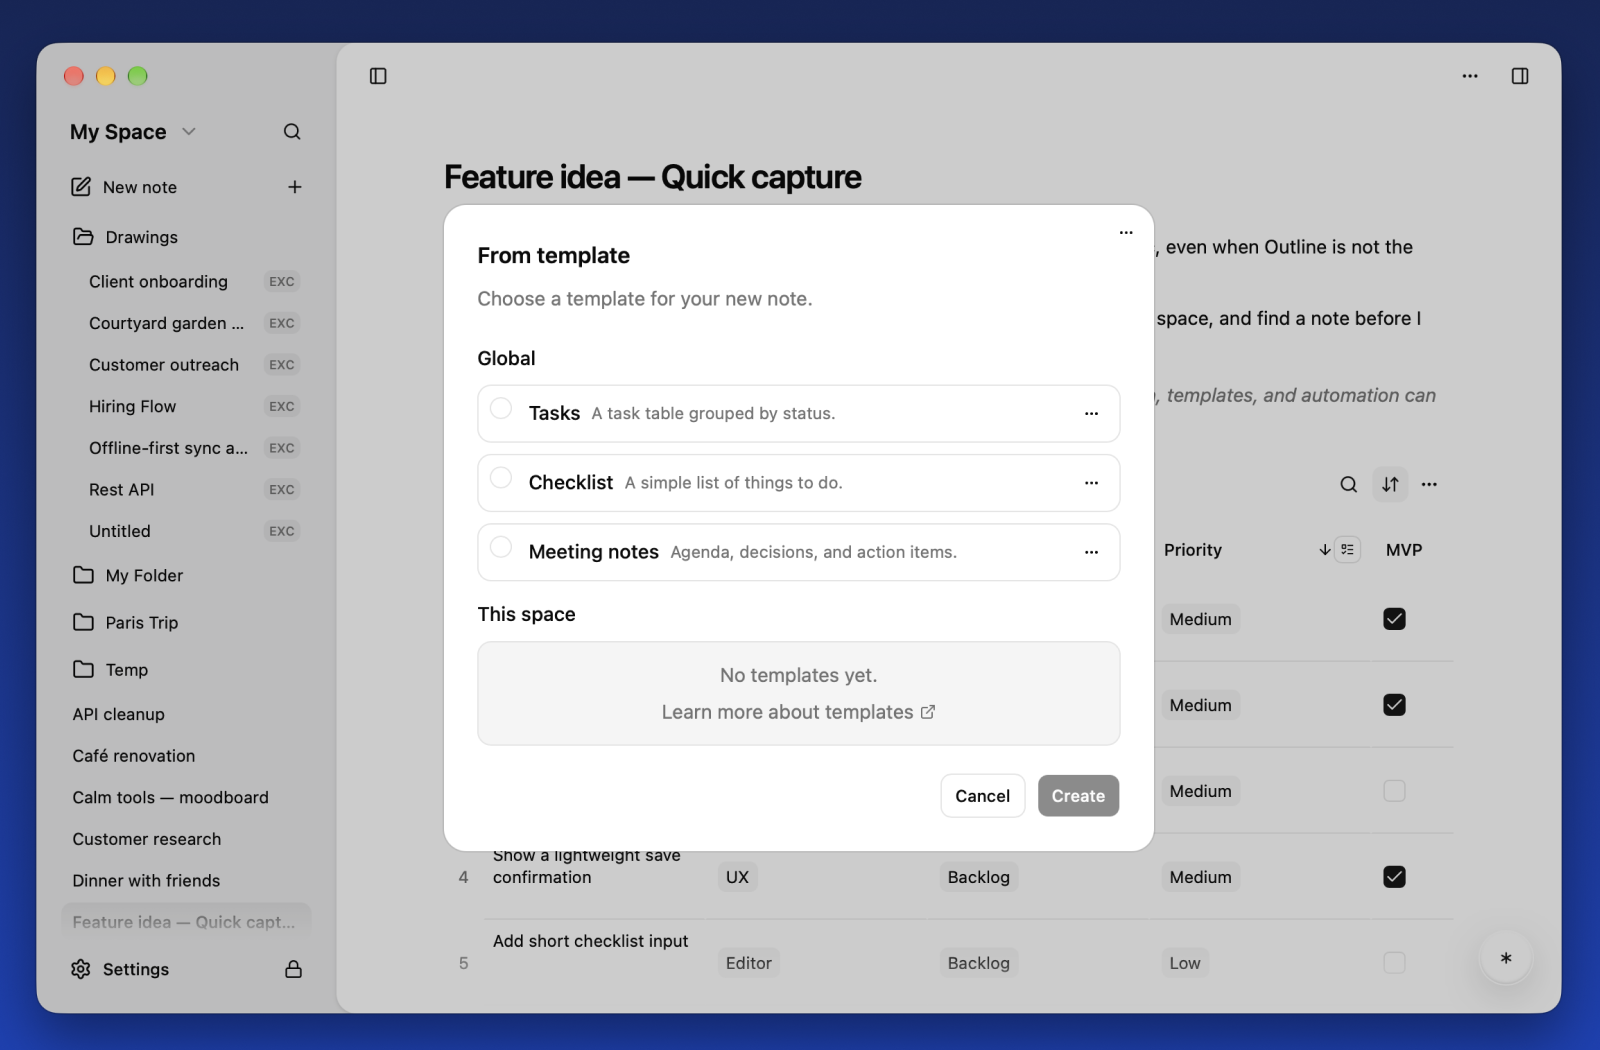 My Space
New note
Drawings
Client onboarding EXC
Courtyard garden ... EXC
Customer outreach EXC
Hiring Flow EXC
Offline-first sync a... EXC
Rest API EXC
Untitled EXC
My Folder
Paris Trip
Temp
API cleanup
Café renovation
Calm tools — moodboard
Customer research
Dinner with friends
Feature idea — Quick capt...
Settings
Feature idea — Quick capture
, even when Outline is not the
space, and find a note before I
, templates, and automation can
From template
Choose a template for your new note.
Global
Tasks A task table grouped by status.
Checklist A simple list of things to do.
Meeting notes Agenda, decisions, and action items.
This space
No templates yet.
Learn more about templates
Cancel Create
Priority MVP
Medium
Medium
Medium
4 Show a lightweight save
confirmation UX Backlog Medium
Add short checklist input
5 Editor Backlog Low